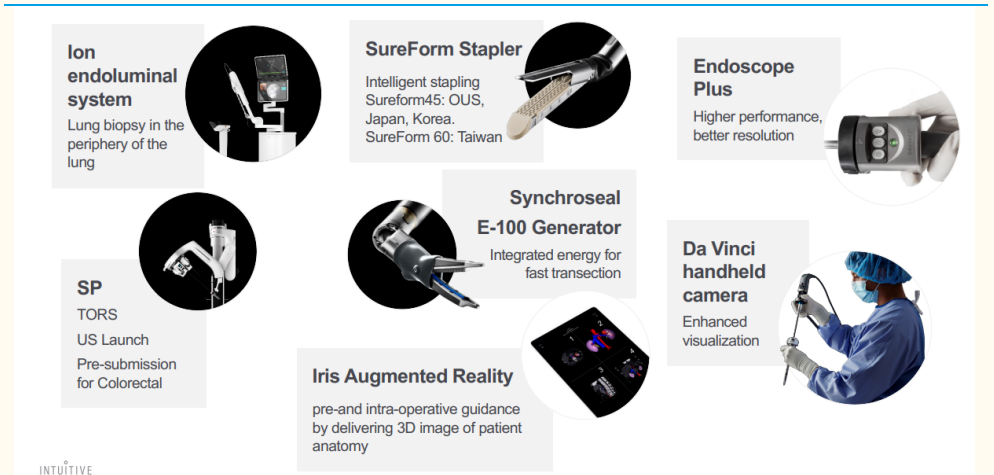 Ion
endoluminal
system
Lung biopsy in the
periphery of the
lung
SureForm Stapler
Intelligent stapling
Sureform45: OUS,
Japan, Korea.
SureForm 60: Taiwan
Endoscope
Plus
Higher performance,
better resolution
Synchroseal
E-100 Generator
Integrated energy for
fast transection
SP
TORS
US Launch
Pre-submission
for Colorectal
Da Vinci
handheld
camera
Enhanced
visualization
Iris Augmented Reality
pre-and intra-operative guidance
by delivering 3D image of patient
anatomy
INTUITIVE